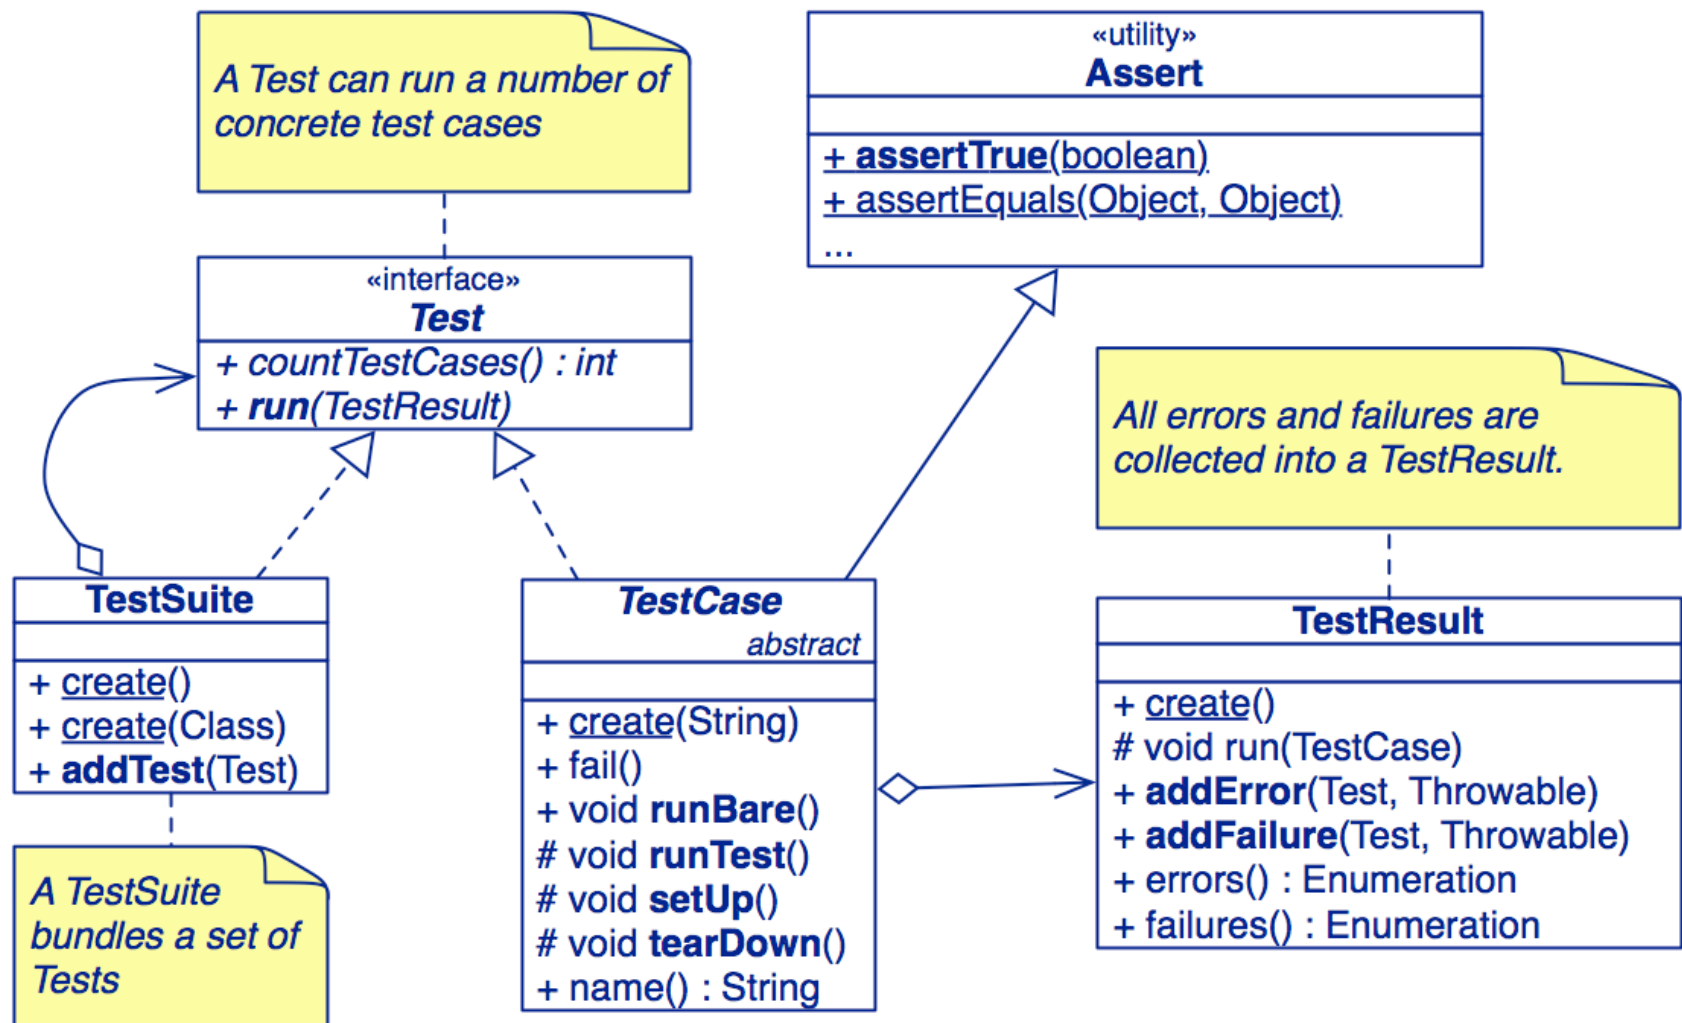 A Test can run a number of
concrete test cases
«utility»
Assert
+ assertTrue(boolean)
+ assertEquals(Object, Object)
...
«interface»
Test
+ countTestCases() : int
+ run(TestResult)
All errors and failures are
collected into a TestResult.
TestSuite
+ create()
+ create(Class)
+ addTest(Test)
A TestSuite
bundles a set of
Tests
TestCase
abstract
+ create(String)
+ fail()
+ void runBare()
# void runTest()
# void setUp()
# void tearDown()
+ name() : String
TestResult
+ create()
# void run(TestCase)
+ addError(Test, Throwable)
+ addFailure(Test, Throwable)
+ errors() : Enumeration
+ failures() : Enumeration